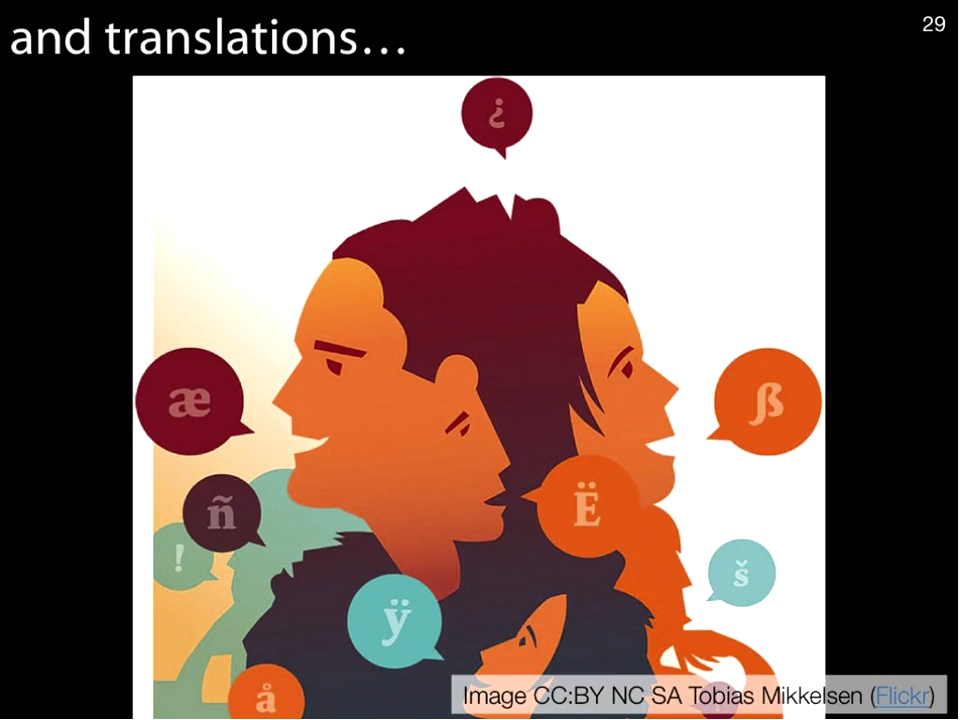 and translations…
29
¿
æ
ß
ñ
Ë
!
š
ÿ
å
Image CC:BY NC SA Tobias Mikkelsen (Flickr)